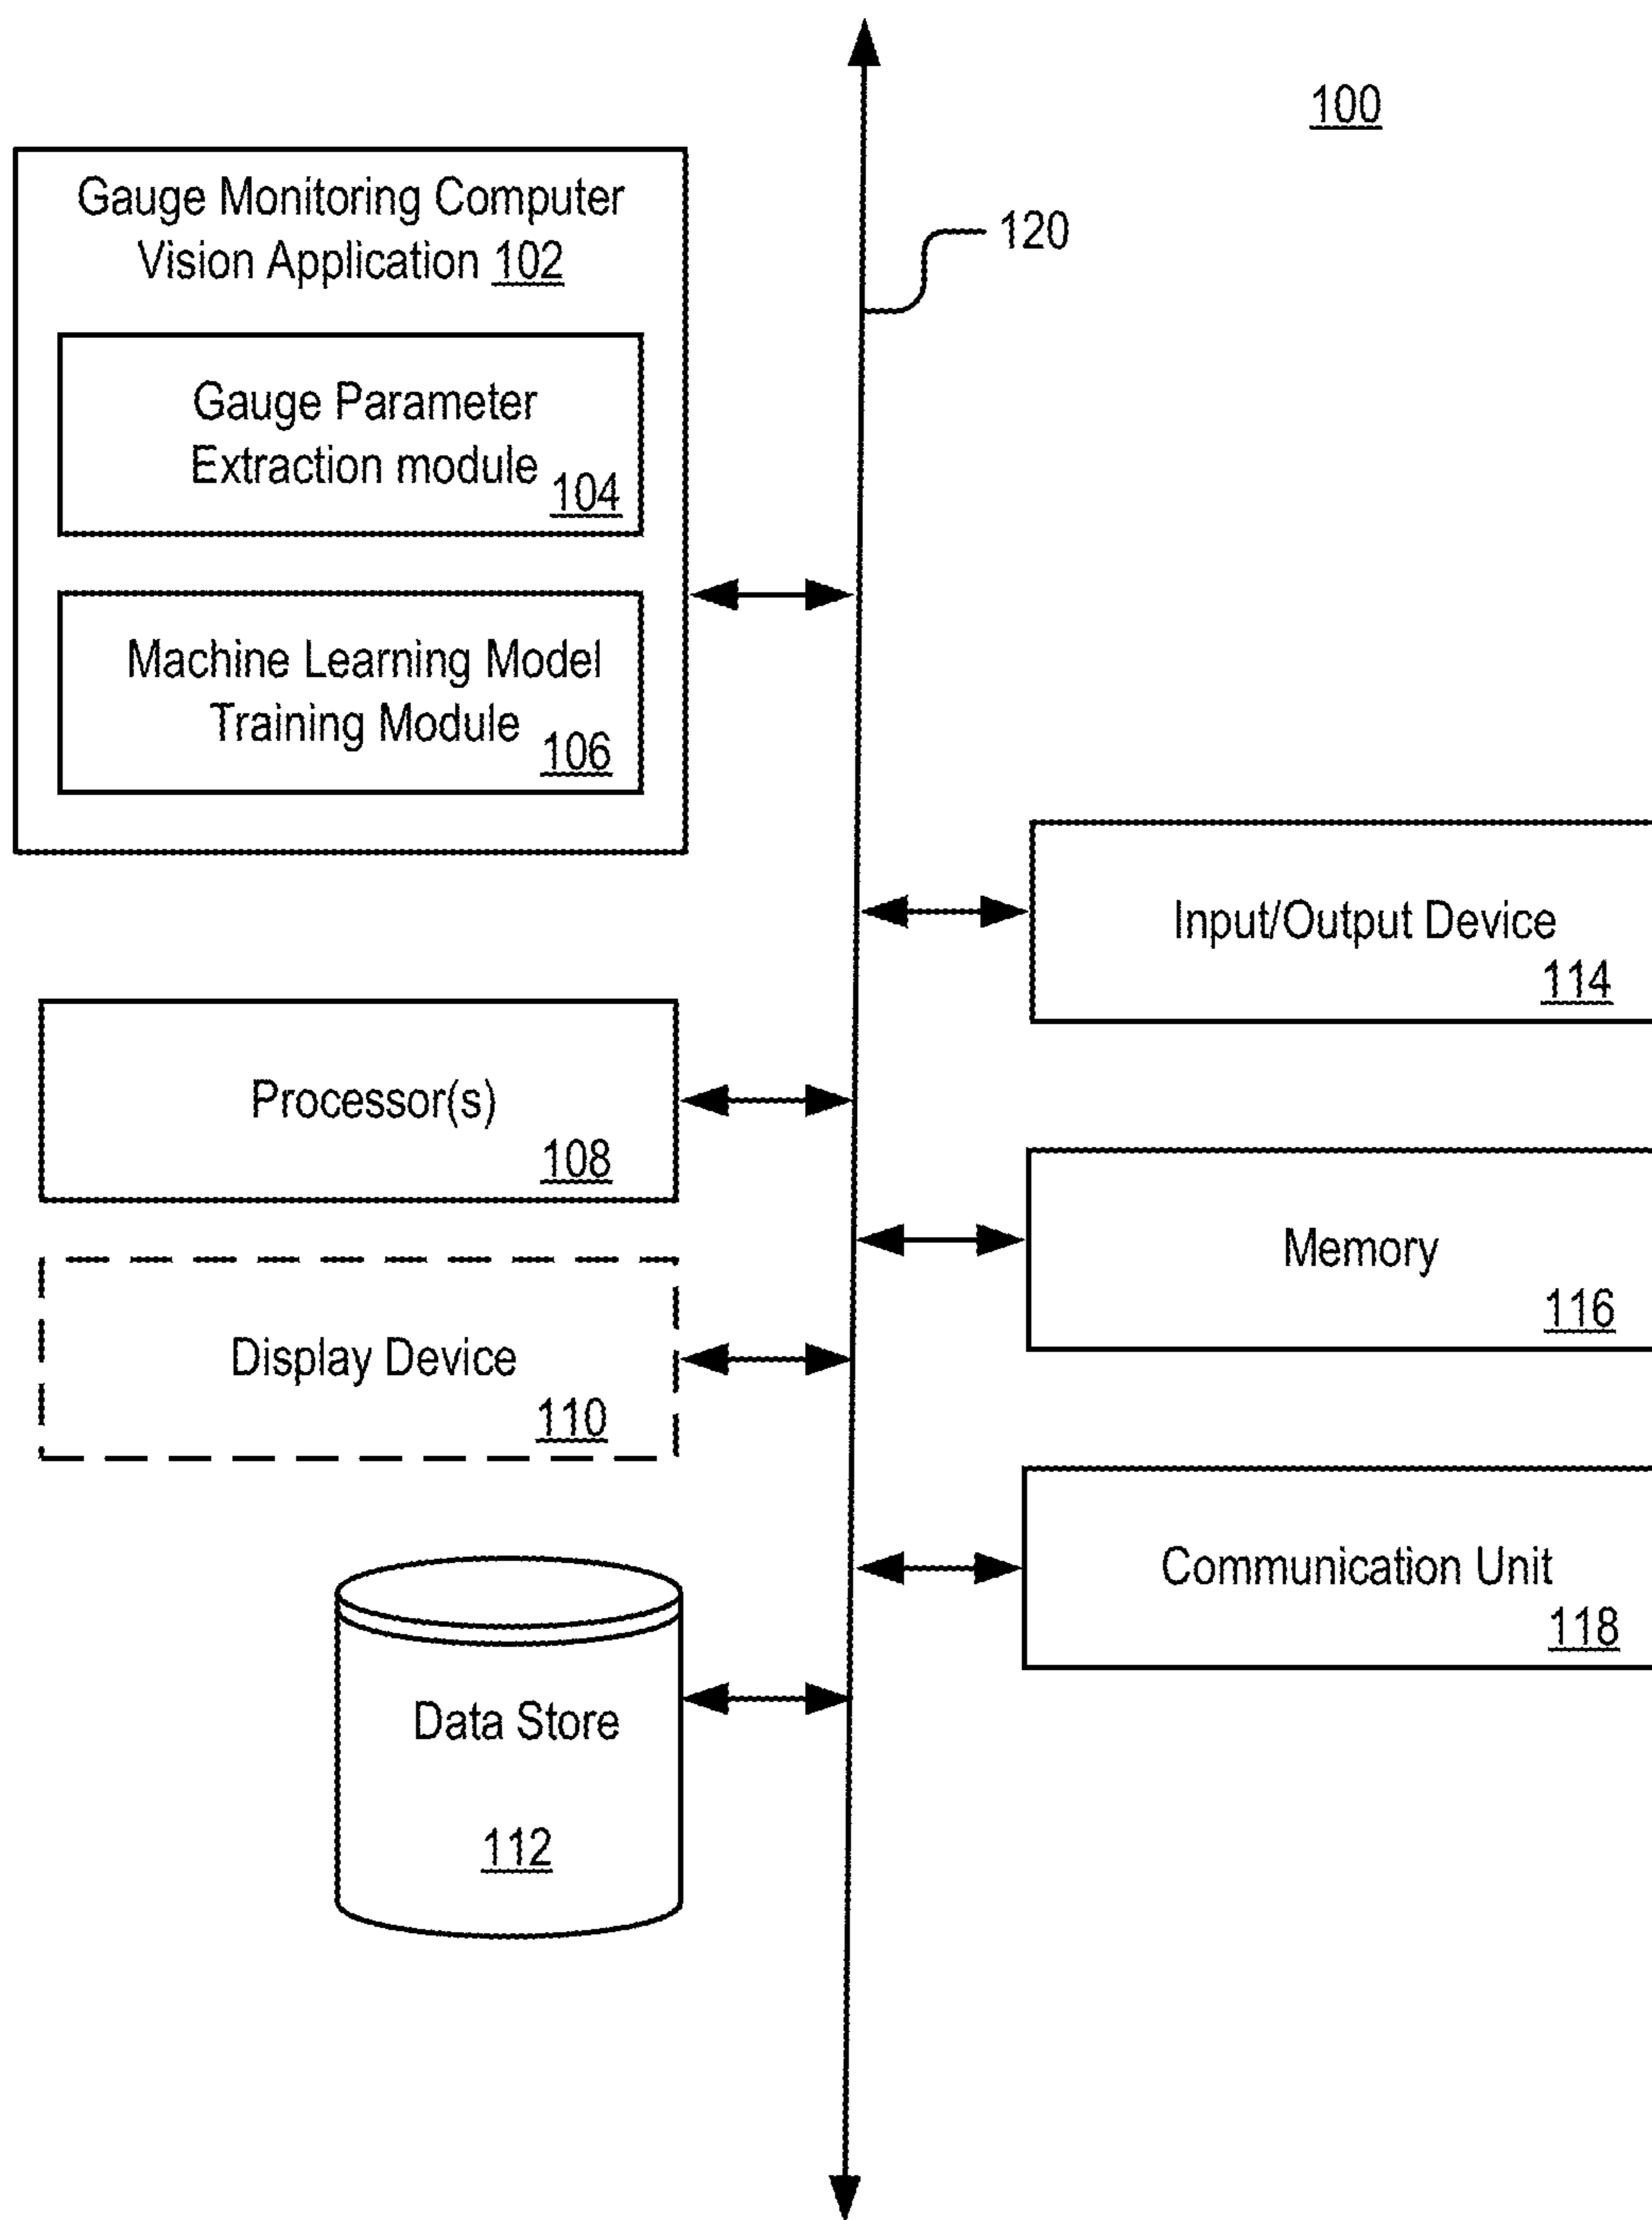 100
Gauge Monitoring Computer
Vision Application 102
120
Gauge Parameter
Extraction module
104
Machine Learning Model
Training Module
106
Input/Output Device
114
Processor(s)
108
Memory
116
Display Device
110
Communication Unit
118
Data Store
112